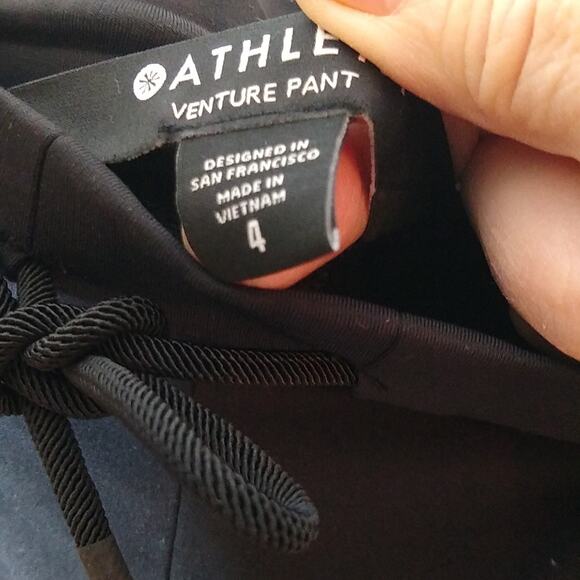 ATHLE
VENTURE PANT
DESIGNED IN
SAN FRANCISCO
MADE IN
VIETNAM
4